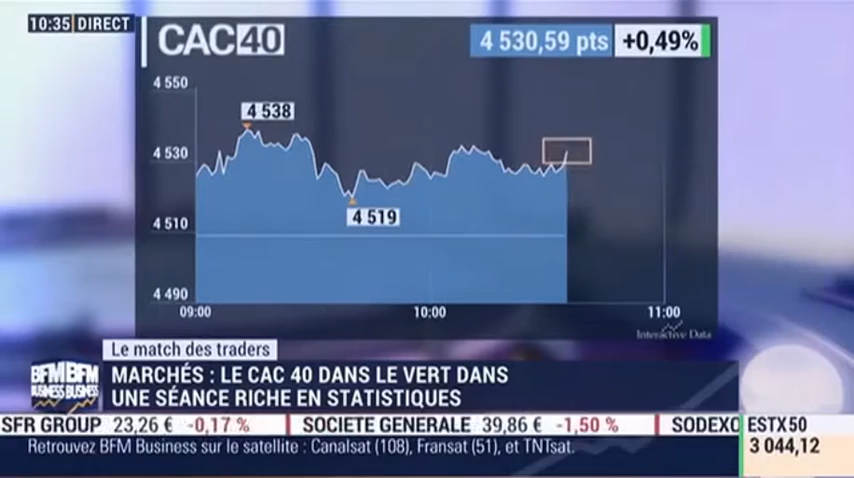 10:35 DIRECT
CAC40
4 530,59 pts +0,49%
4 550
4 538
4 530
4 519
4 510
4 490
09:00 10:00 11:00
Interactive Data
Le match des traders
BFM BFM
BUSINESS BUSINESS
MARCHÉS : LE CAC 40 DANS LE VERT DANS
UNE SÉANCE RICHE EN STATISTIQUES
SFR GROUP 23,26 € -0,17 % SOCIETE GENERALE 39,86 € -1,50 % SODEXO
ESTX50
3 044,12
Retrouvez BFM Business sur le satellite : Canalsat (108), Fransat (51), et TNTsat.